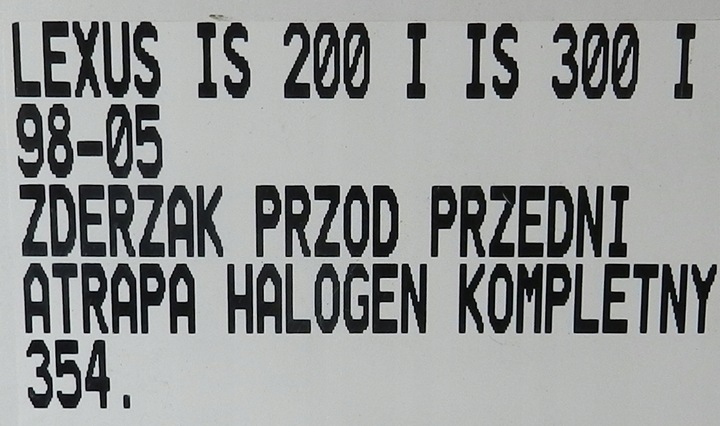 LEXUS IS 200 I IS 300 I
98-05
ZDERZAK PRZOD PRZEDNI
ATRAPA HALOGEN KOMPLETNY
354.